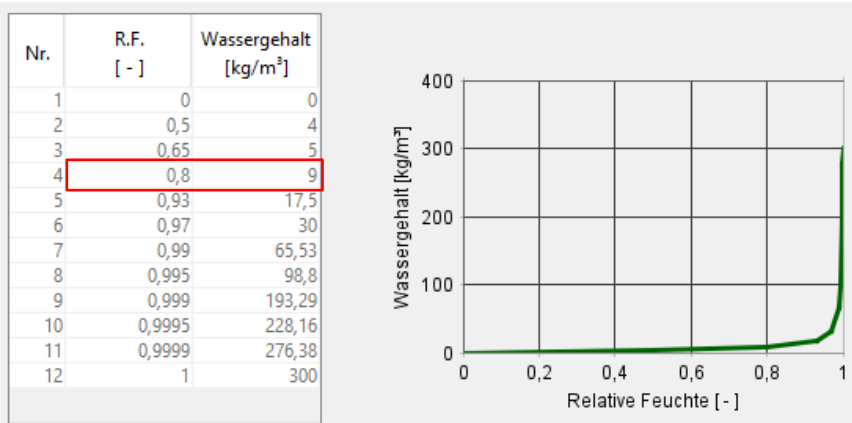 Nr. R.F. [ - ] Wassergehalt [kg/m³]
1 0 0
2 0,5 4
3 0,65 5
4 0,8 9
5 0,93 17,5
6 0,97 30
7 0,99 65,53
8 0,995 98,8
9 0,999 193,29
10 0,9995 228,16
11 0,9999 276,38
12 1 300
Wassergehalt [kg/m³]
400
300
200
100
0
0 0,2 0,4 0,6 0,8 1
Relative Feuchte [ - ]